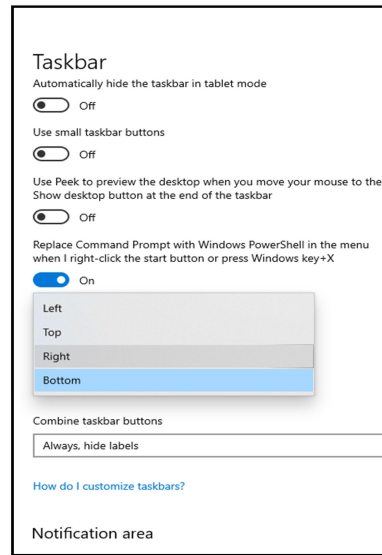 Taskbar
Automatically hide the taskbar in tablet mode
Off
Use small taskbar buttons
Off
Use Peek to preview the desktop when you move your mouse to the
Show desktop button at the end of the taskbar
Off
Replace Command Prompt with Windows PowerShell in the menu
when I right-click the start button or press Windows key+X
On
Left
Top
Right
Bottom
Combine taskbar buttons
Always, hide labels
How do I customize taskbars?
Notification area